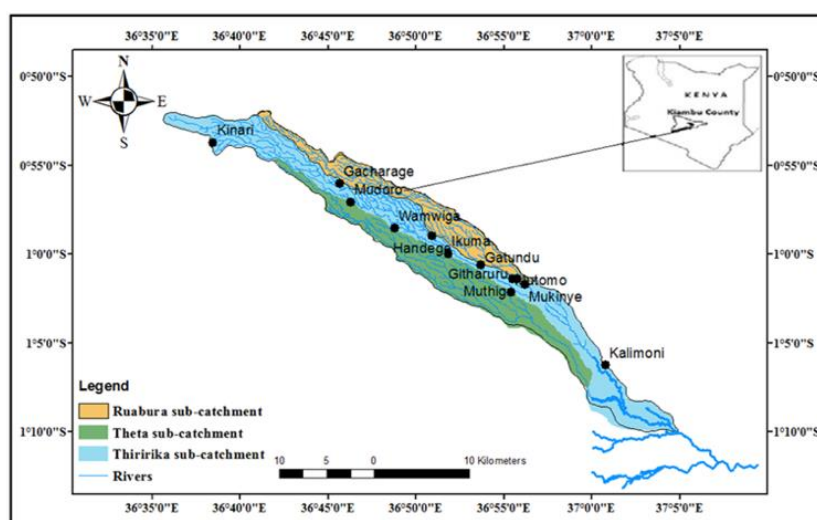 36°35'0"E 36°40'0"E 36°45'0"E 36°50'0"E 36°55'0"E 37°0'0"E 37°5'0"E
0°50'0"S 0°50'0"S
N
W E
S
KENYA
Kiambu County
Kinari
0°55'0"S 0°55'0"S
Gacharage
Mudoro
Wamwiga
1°0'0"S 1°0'0"S
Handege Ikuma
Gatundu
Githaruru
Muthiga Mukinye
1°5'0"S 1°5'0"S
Kalimoni
Legend
Ruabura sub-catchment
Theta sub-catchment
1°10'0"S 1°10'0"S
Thiririka sub-catchment
Rivers
10 5 0 10 Kilometers
36°35'0"E 36°40'0"E 36°45'0"E 36°50'0"E 36°55'0"E 37°0'0"E 37°5'0"E